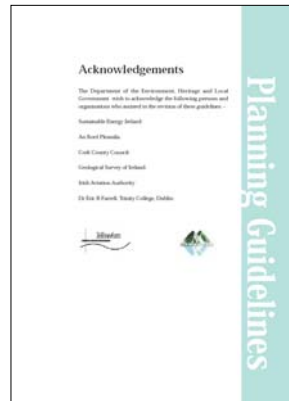 Acknowledgements
The Department of the Environment, Heritage and Local
Government wish to acknowledge the following persons and
organisations who assisted in the revision of these guidelines –
Sustainable Energy Ireland
An Bord Pleanála
Cork County Council
Geological Survey of Ireland
Irish Aviation Authority
Dr Eric R Farrell, Trinity College, Dublin
Planning Guidelines